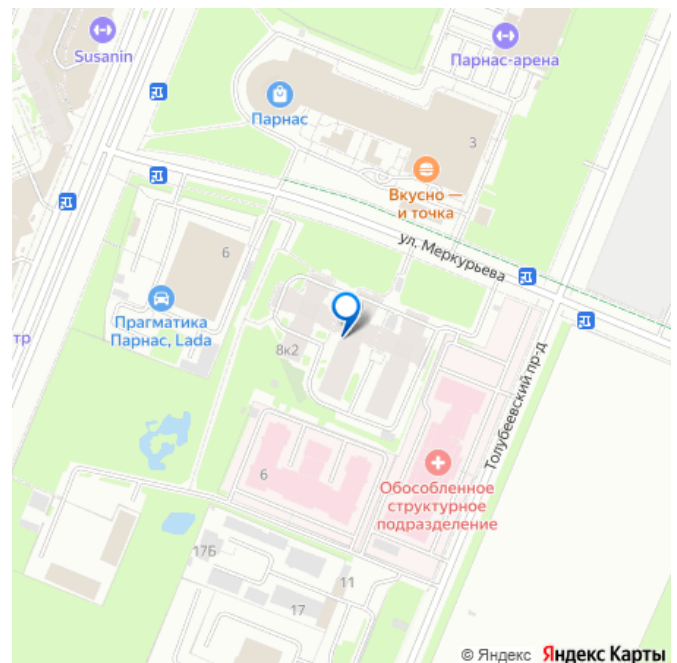 Susanin
Парнас-арена
Парнас
3
Вкусно —
и точка
ул. Меркурьева
6
Прагматика
Парнас, Lada
тр
8к2
Толубеевский пр-д
6
Обособленное
структурное
подразделение
17Б
11
17
© Яндекс Яндекс Карты